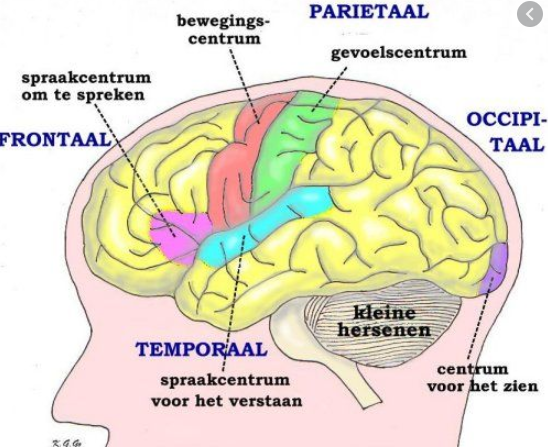 PARIETAAL
bewegings-
centrum
gevoelscentrum
spraakcentrum
om te spreken
FRONTAAL
OCCIPI-
TAAL
kleine
hersenen
TEMPORAAL
spraakcentrum
voor het verstaan
centrum
voor het zien